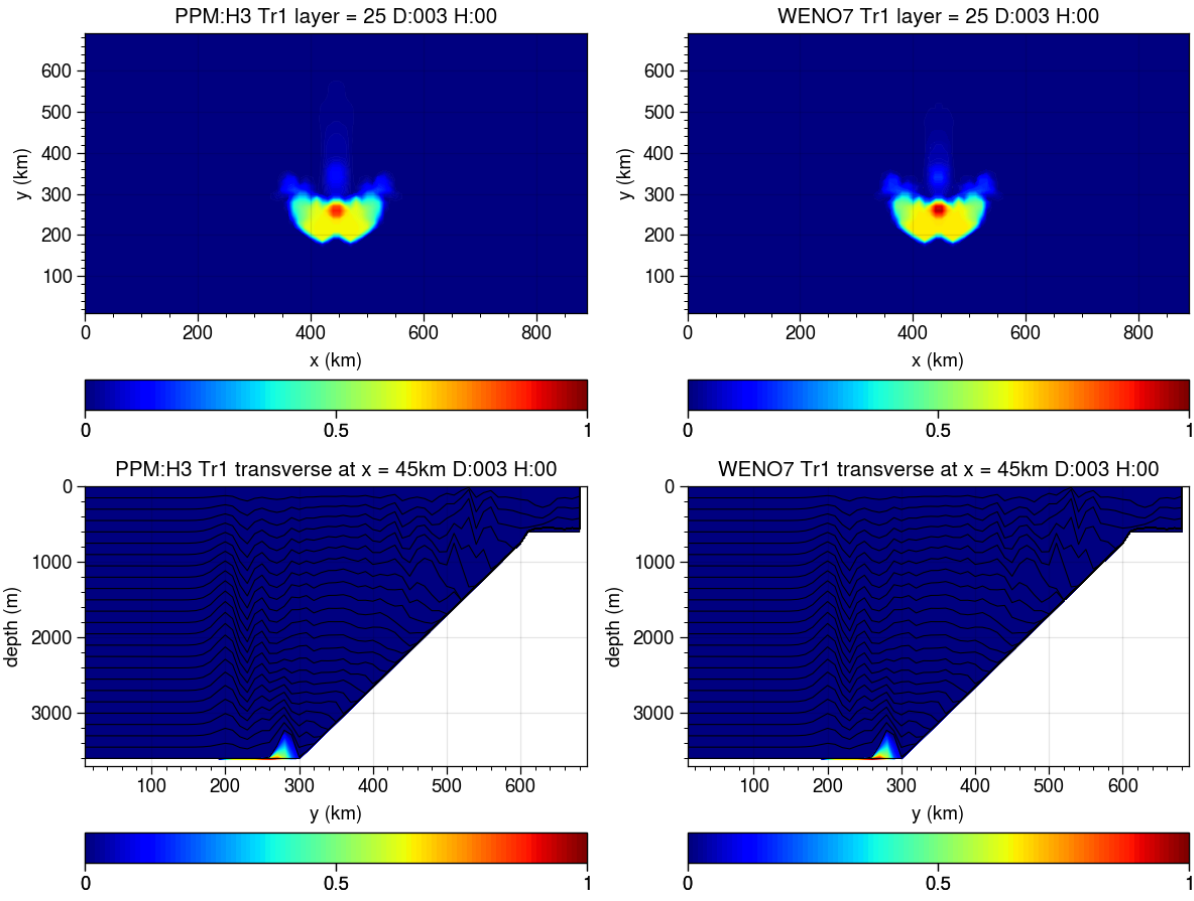 PPM:H3 Tr1 layer = 25 D:003 H:00
y (km)
600
500
400
300
200
100
0 200 400 600 800
x (km)
0 0.5 1
WENO7 Tr1 layer = 25 D:003 H:00
y (km)
600
500
400
300
200
100
0 200 400 600 800
x (km)
0 0.5 1
PPM:H3 Tr1 transverse at x = 45km D:003 H:00
depth (m)
0
1000
2000
3000
100 200 300 400 500 600
y (km)
0 0.5 1
WENO7 Tr1 transverse at x = 45km D:003 H:00
depth (m)
0
1000
2000
3000
100 200 300 400 500 600
y (km)
0 0.5 1